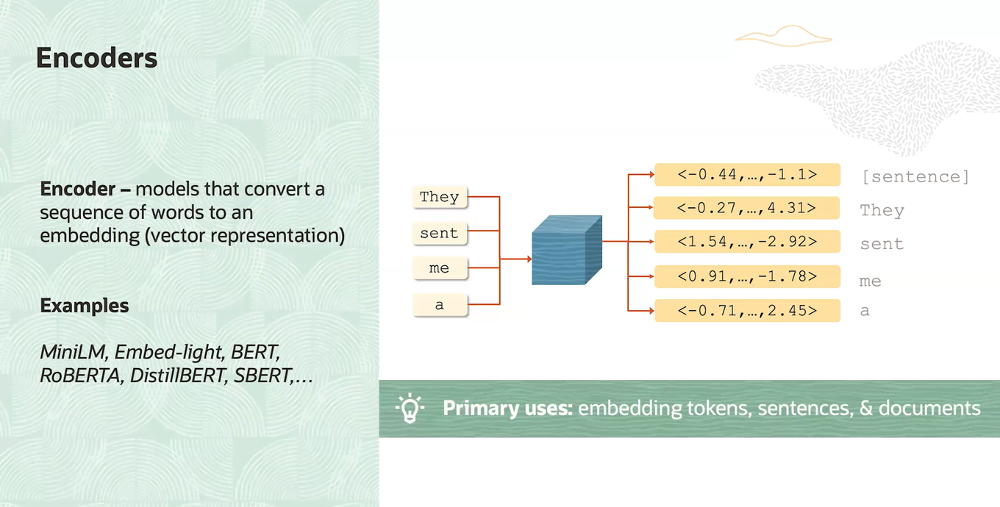 Encoders
Encoder – models that convert a
sequence of words to an
embedding (vector representation)
Examples
MiniLM, Embed-light, BERT,
RoBERTA, DistillBERT, SBERT,...
They
sent
me
a
<-0.44,…,-1.1>
<-0.27,…,4.31>
<1.54,…,-2.92>
<0.91,…,-1.78>
<-0.71,…,2.45>
[sentence]
They
sent
me
a
Primary uses: embedding tokens, sentences, & documents